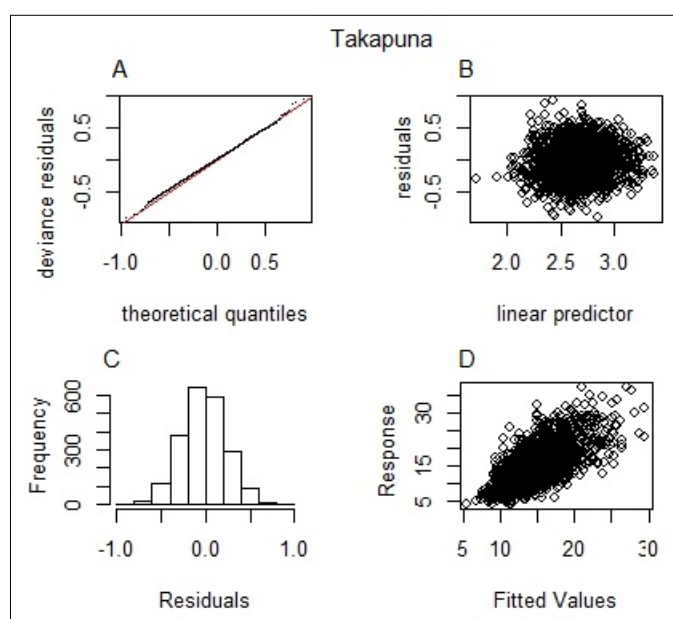 Takapuna
A
deviance residuals
0.5
-0.5
-1.0 0.0 0.5
theoretical quantiles
B
residuals
0.5
-0.5
2.0 2.5 3.0
linear predictor
C
Frequency
600
300
0
-1.0 0.0 1.0
Residuals
D
Response
30
15
5
5 10 20 30
Fitted Values